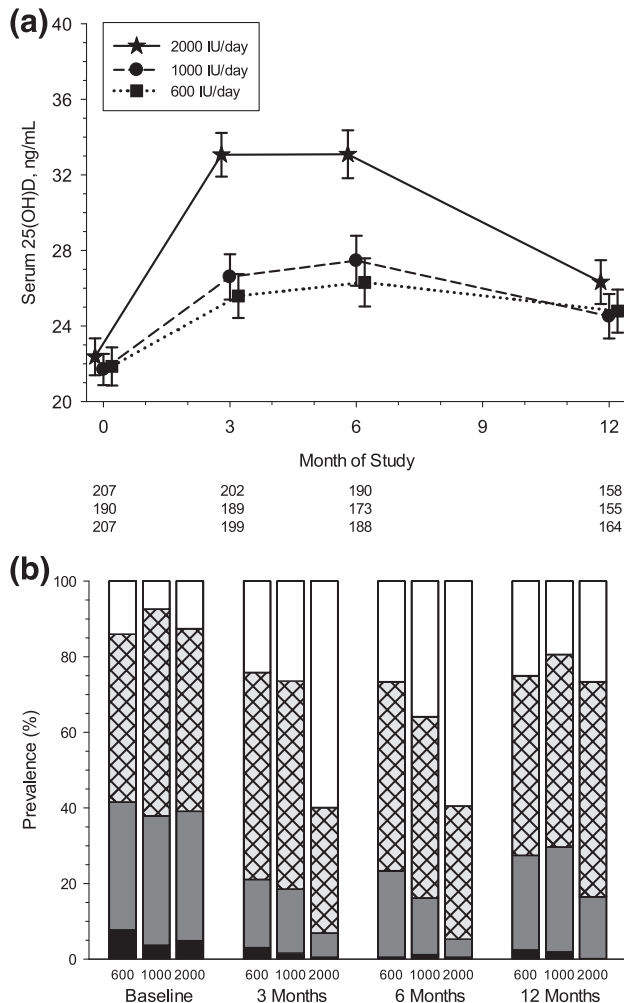 (a)
40
36
32
28
24
20
Serum 25(OH)D, ng/mL
2000 IU/day
1000 IU/day
600 IU/day
0 3 6 9 12
Month of Study
207 202 190 158
190 189 173 155
207 199 188 164
(b)
100
80
60
40
20
0
Prevalence (%)
600 1000 2000 600 1000 2000 600 1000 2000 600 1000 2000
Baseline 3 Months 6 Months 12 Months